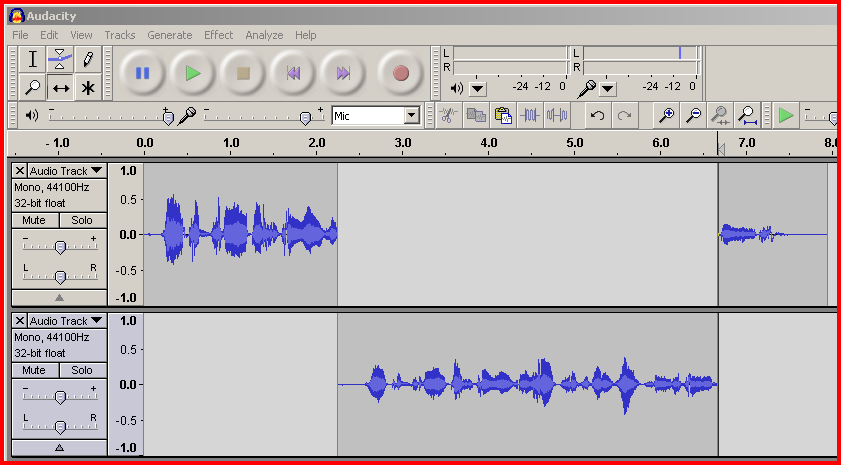 Audacity
File Edit View Tracks Generate Effect Analyze Help
L
R
-24 -12 0
L
R
-24 -12 0
- +
- +
Mic
- 1.0 0.0 1.0 2.0 3.0 4.0 5.0 6.0 7.0 8.0
Audio Track
Mono, 44100Hz
32-bit float
Mute Solo
- +
L R
1.0
0.5
0.0
-0.5
-1.0
Audio Track
Mono, 44100Hz
32-bit float
Mute Solo
- +
L R
1.0
0.5
0.0
-0.5
-1.0